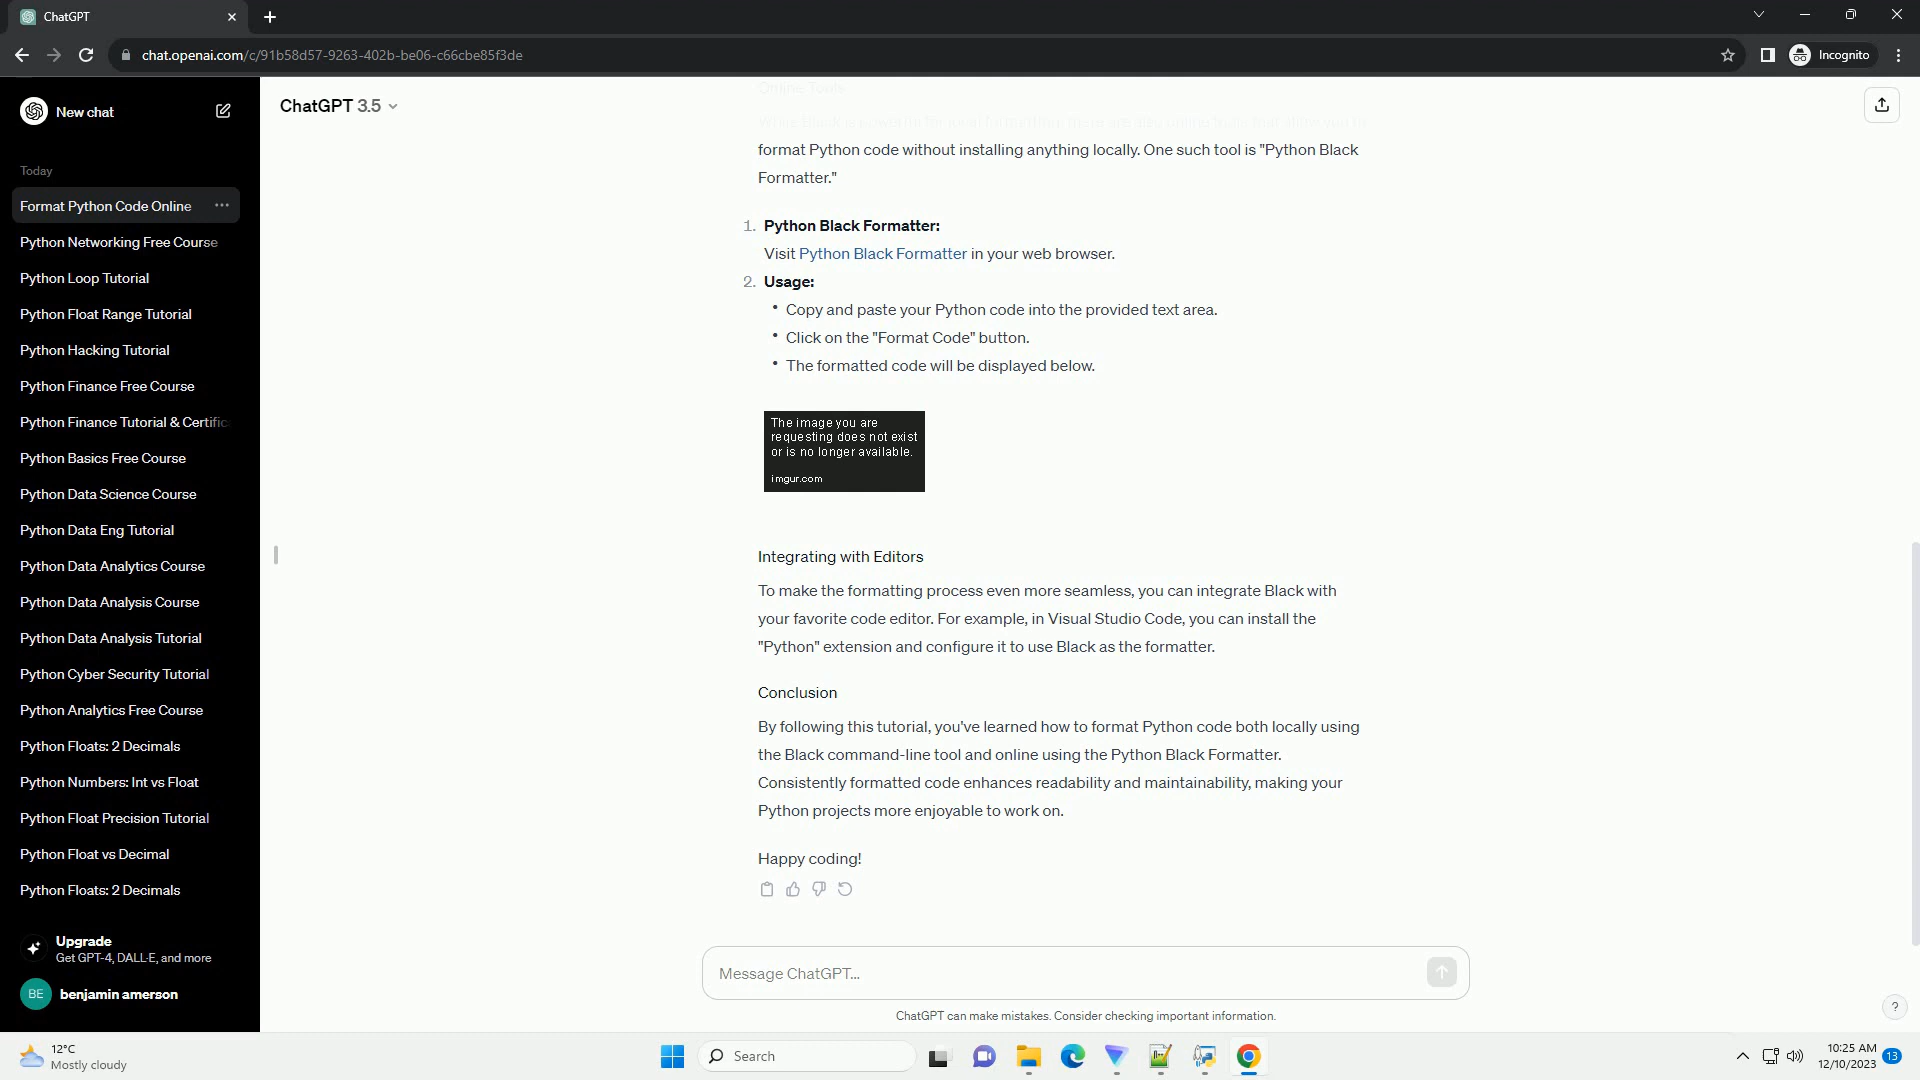 ChatGPT
chat.openai.com/c/91b58d57-9263-402b-be06-c66cbe85f3de
Incognito
New chat
ChatGPT 3.5
Today
Format Python Code Online
Python Networking Free Course
Python Loop Tutorial
Python Float Range Tutorial
Python Hacking Tutorial
Python Finance Free Course
Python Finance Tutorial & Certific
Python Basics Free Course
Python Data Science Course
Python Data Eng Tutorial
Python Data Analytics Course
Python Data Analysis Course
Python Data Analysis Tutorial
Python Cyber Security Tutorial
Python Analytics Free Course
Python Floats: 2 Decimals
Python Numbers: Int vs Float
Python Float Precision Tutorial
Python Float vs Decimal
Python Floats: 2 Decimals
Upgrade
Get GPT-4, DALL·E, and more
BE benjamin amerson
Online Tools
format Python code without installing anything locally. One such tool is "Python Black
Formatter."
1. Python Black Formatter:
Visit Python Black Formatter in your web browser.
2. Usage:
• Copy and paste your Python code into the provided text area.
• Click on the "Format Code" button.
• The formatted code will be displayed below.
The image you are
requesting does not exist
or is no longer available.
imgur.com
Integrating with Editors
To make the formatting process even more seamless, you can integrate Black with
your favorite code editor. For example, in Visual Studio Code, you can install the
"Python" extension and configure it to use Black as the formatter.
Conclusion
By following this tutorial, you've learned how to format Python code both locally using
the Black command-line tool and online using the Python Black Formatter.
Consistently formatted code enhances readability and maintainability, making your
Python projects more enjoyable to work on.
Happy coding!
Message ChatGPT...
ChatGPT can make mistakes. Consider checking important information.
?
12°C
Mostly cloudy
Search
10:25 AM
12/10/2023
13